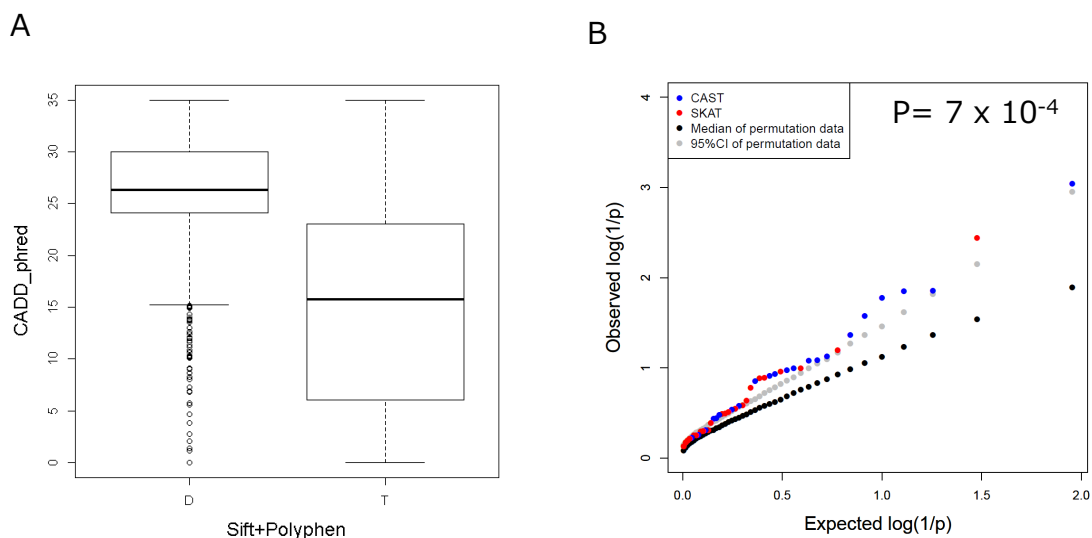 A
CADD_phred
35
30
25
20
15
10
5
0
D
T
Sift+Polyphen
B
CAST
SKAT
Median of permutation data
95%CI of permutation data
P= 7 x 10⁻⁴
Observed log(1/p)
4
3
2
1
0
0.0
0.5
1.0
1.5
2.0
Expected log(1/p)